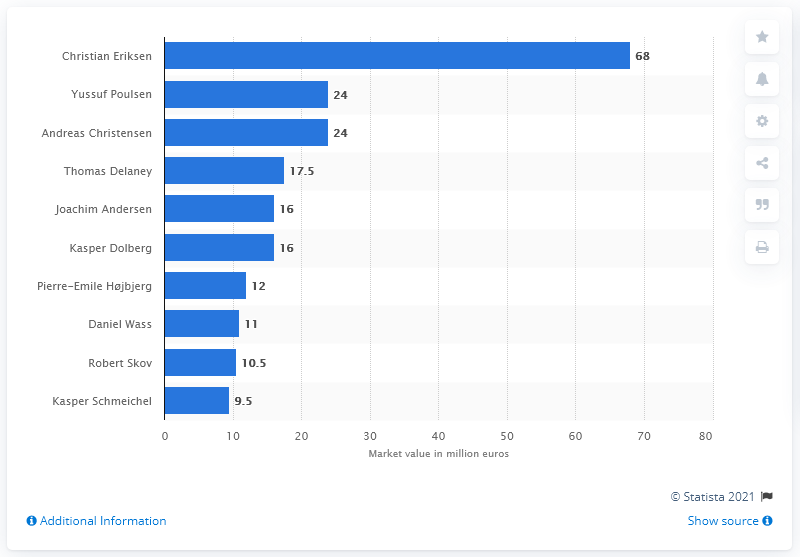 Christian Eriksen 68
Yussuf Poulsen 24
Andreas Christensen 24
Thomas Delaney 17.5
Joachim Andersen 16
Kasper Dolberg 16
Pierre-Emile Højbjerg 12
Daniel Wass 11
Robert Skov 10.5
Kasper Schmeichel 9.5
0 10 20 30 40 50 60 70 80
Market value in million euros
© Statista 2021
Additional Information Show source